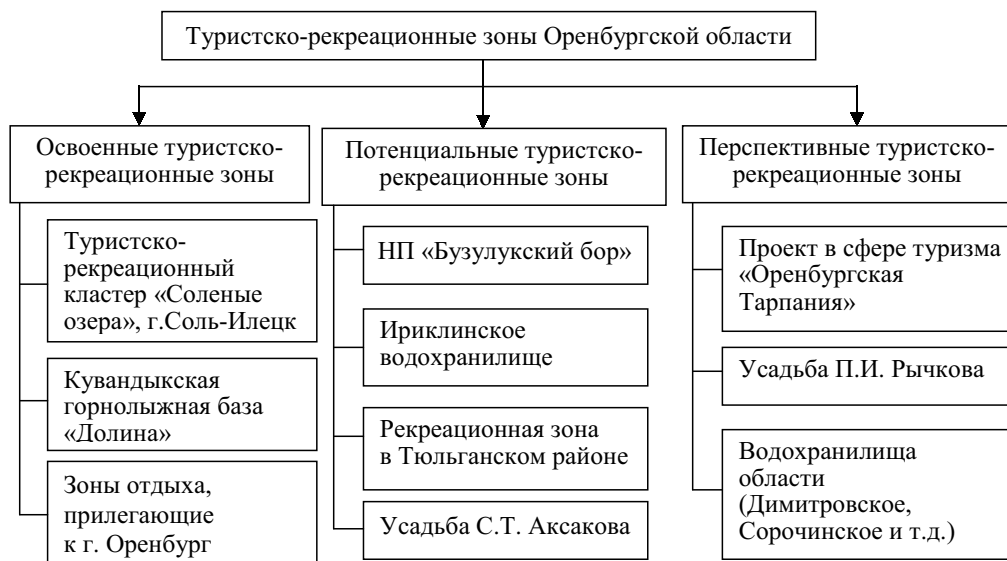 Туристско-рекреационные зоны Оренбургской области
Освоенные туристско-
рекреационные зоны
Туристско-
рекреационный
кластер «Соленые
озера», г.Соль-Илецк
Кувандыкская
горнолыжная база
«Долина»
Зоны отдыха,
прилегающие
к г. Оренбург
Потенциальные туристско-
рекреационные зоны
НП «Бузулукский бор»
Ириклинское
водохранилище
Рекреационная зона
в Тюльганском районе
Усадьба С.Т. Аксакова
Перспективные туристско-
рекреационные зоны
Проект в сфере туризма
«Оренбургская
Тарпания»
Усадьба П.И. Рычкова
Водохранилища
области
(Димитровское,
Сорочинское и т.д.)